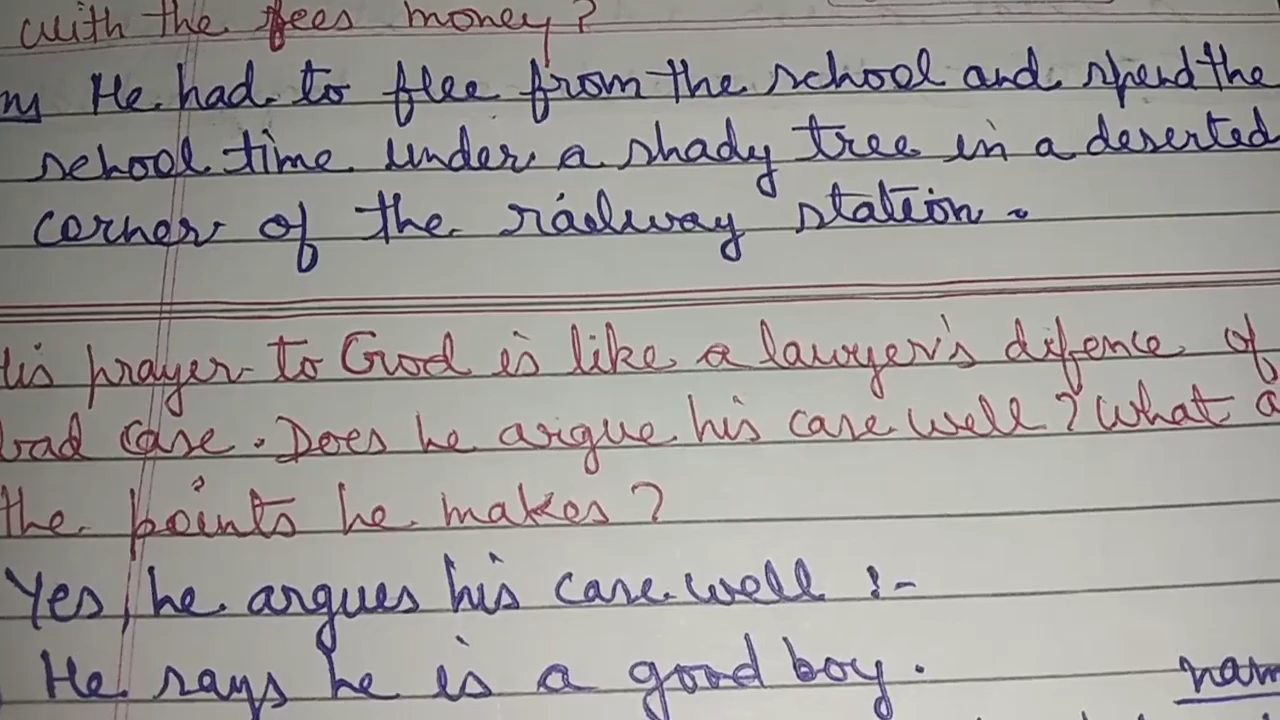 with the fees money?
He had to flee from the school and spend the
school time under a shady tree in a deserted
corner of the railway station.
prayer to God is like a lawyer's difence of
case. Does he argue his case well? What
the points he makes?
Yes, he argues his case well :-
He says he is a good boy.